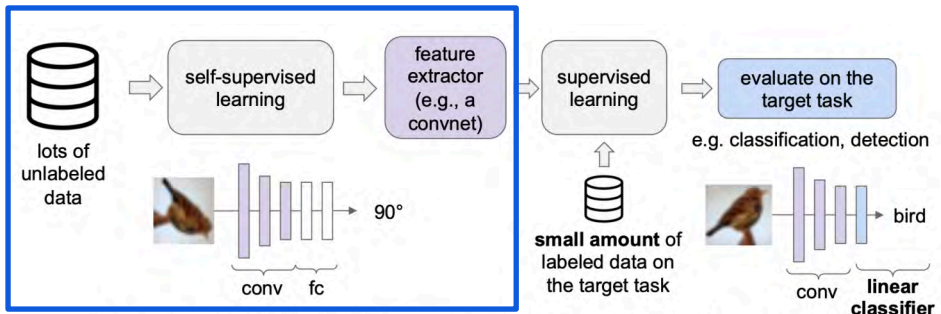 lots of
unlabeled
data
self-supervised
learning
feature
extractor
(e.g., a
convnet)
90°
conv
fc
supervised
learning
small amount of
labeled data on
the target task
evaluate on the
target task
e.g. classification, detection
bird
conv
linear
classifier